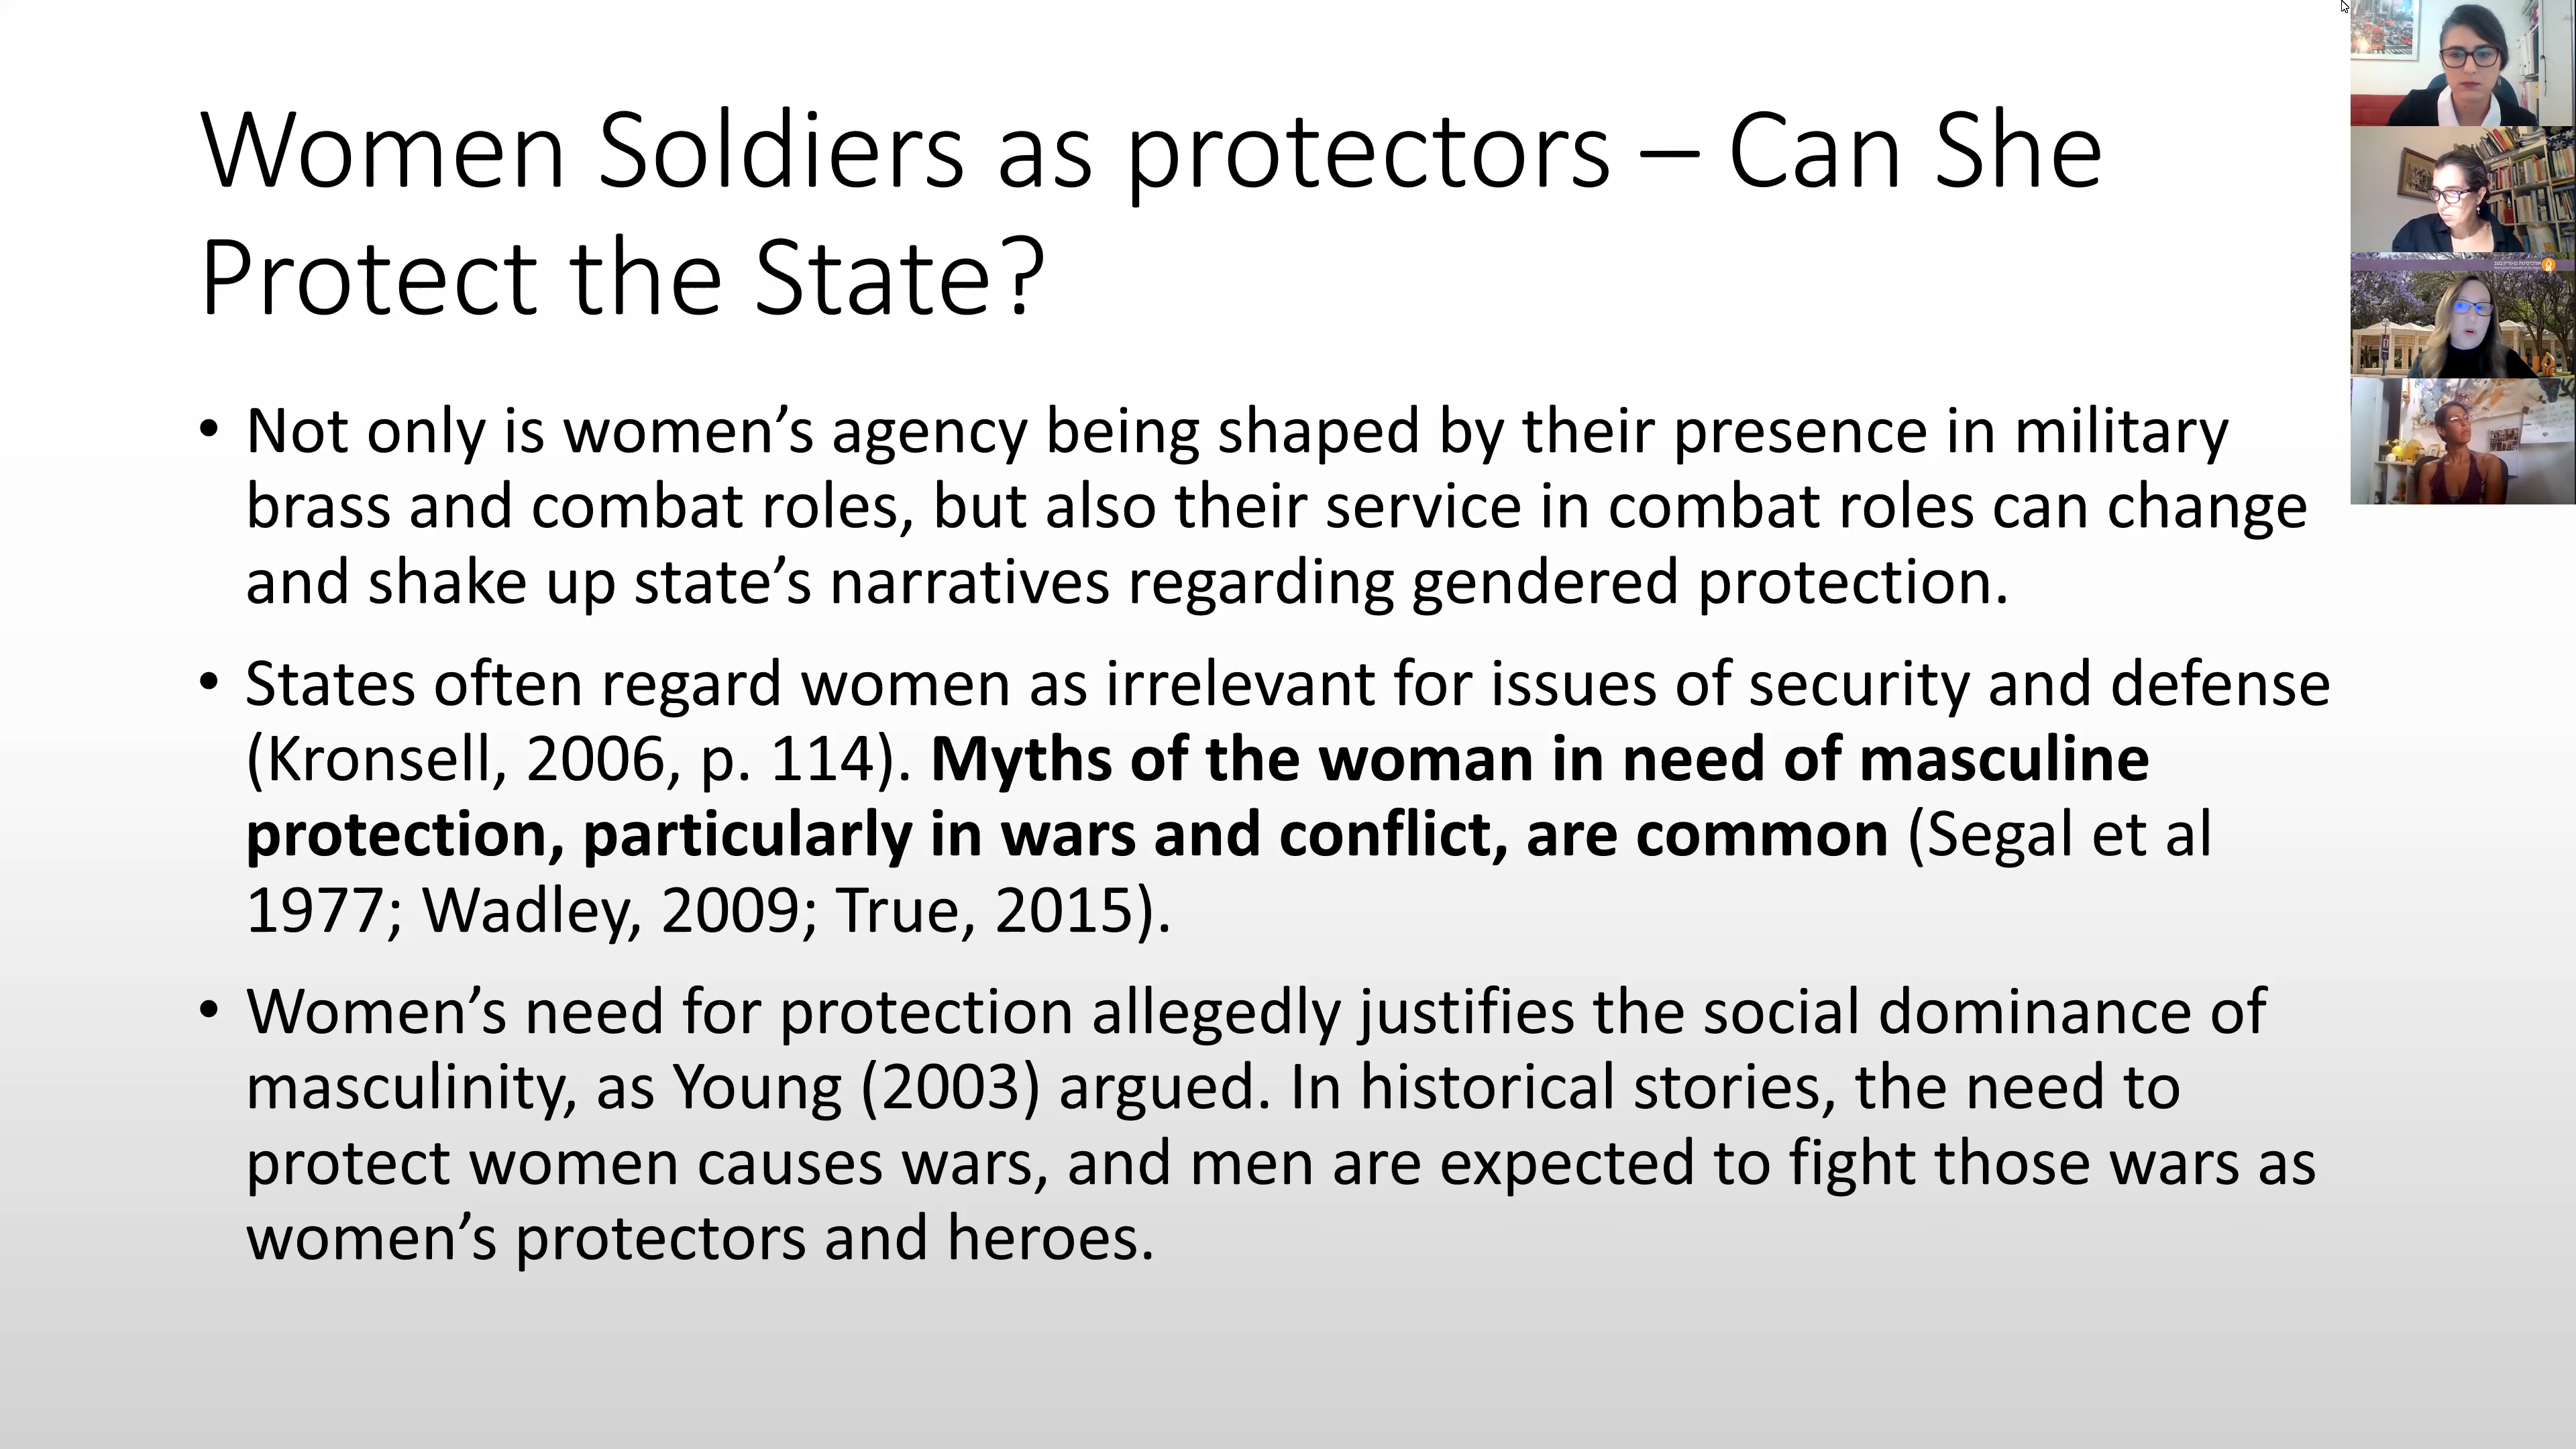 Women Soldiers as protectors – Can She
Protect the State?
• Not only is women’s agency being shaped by their presence in military
brass and combat roles, but also their service in combat roles can change
and shake up state’s narratives regarding gendered protection.
• States often regard women as irrelevant for issues of security and defense
(Kronsell, 2006, p. 114). Myths of the woman in need of masculine
protection, particularly in wars and conflict, are common (Segal et al
1977; Wadley, 2009; True, 2015).
• Women’s need for protection allegedly justifies the social dominance of
masculinity, as Young (2003) argued. In historical stories, the need to
protect women causes wars, and men are expected to fight those wars as
women’s protectors and heroes.
אוניברסיטת בן-גוריון בנגב